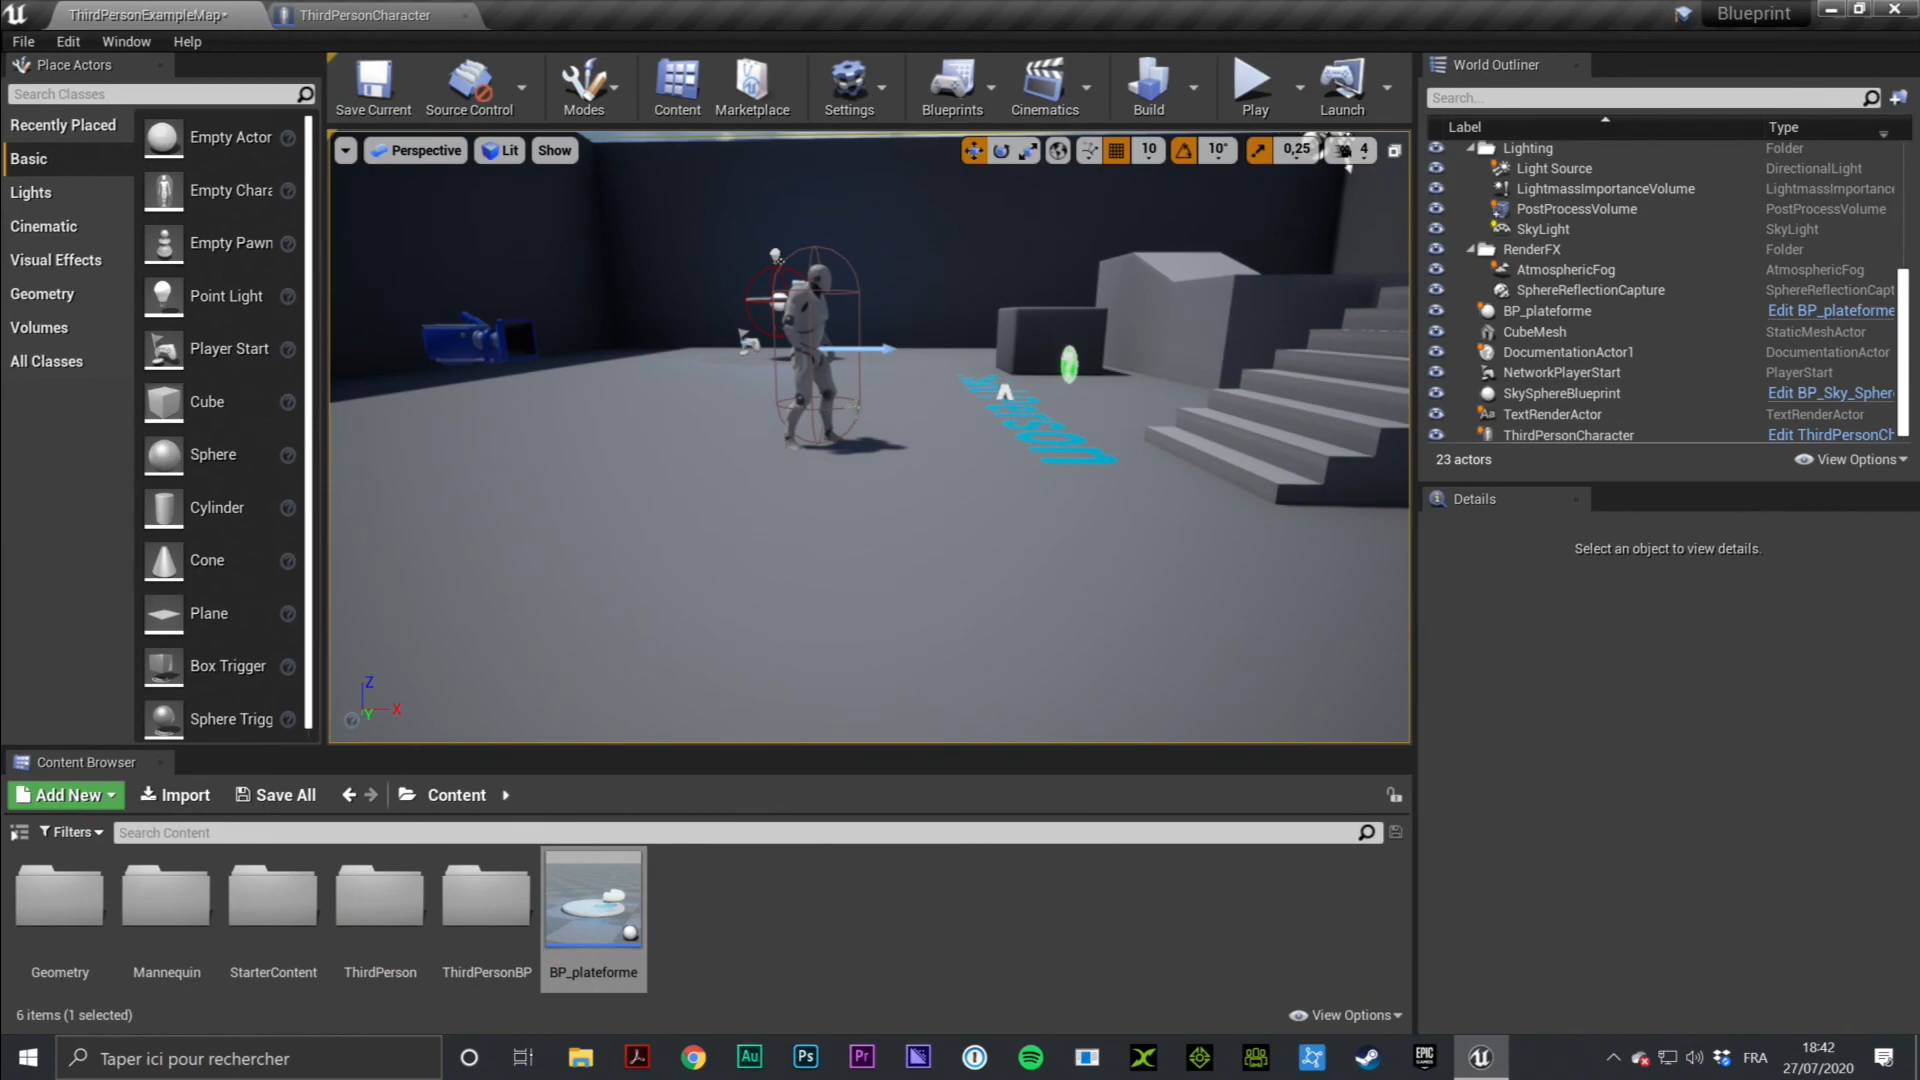 ThirdPersonExampleMap*
ThirdPersonCharacter
Blueprint
File Edit Window Help
Place Actors
Search Classes
Recently Placed
Basic
Lights
Cinematic
Visual Effects
Geometry
Volumes
All Classes
Empty Actor
Empty Chara
Empty Pawn
Point Light
Player Start
Cube
Sphere
Cylinder
Cone
Plane
Box Trigger
Sphere Trigg
Save Current
Source Control
Modes
Content
Marketplace
Settings
Blueprints
Cinematics
Build
Play
Launch
Perspective
Lit
Show
10
10°
0,25
4
Z
X
Y
World Outliner
Search...
Label Type
Lighting Folder
Light Source DirectionalLight
LightmassImportanceVolume LightmassImportance
PostProcessVolume PostProcessVolume
SkyLight SkyLight
RenderFX Folder
AtmosphericFog AtmosphericFog
SphereReflectionCapture SphereReflectionCapt
BP_plateforme Edit BP_plateforme
CubeMesh StaticMeshActor
DocumentationActor1 DocumentationActor
NetworkPlayerStart PlayerStart
SkySphereBlueprint Edit BP_Sky_Spher
TextRenderActor TextRenderActor
ThirdPersonCharacter Edit ThirdPersonCh
23 actors
View Options
Details
Select an object to view details.
Content Browser
Add New
Import
Save All
Content
Filters
Search Content
Geometry
Mannequin
StarterContent
ThirdPerson
ThirdPersonBP
BP_plateforme
6 items (1 selected)
View Options
Taper ici pour rechercher
Au
Ps
Pr
EPIC
GAMES
FRA
18:42
27/07/2020